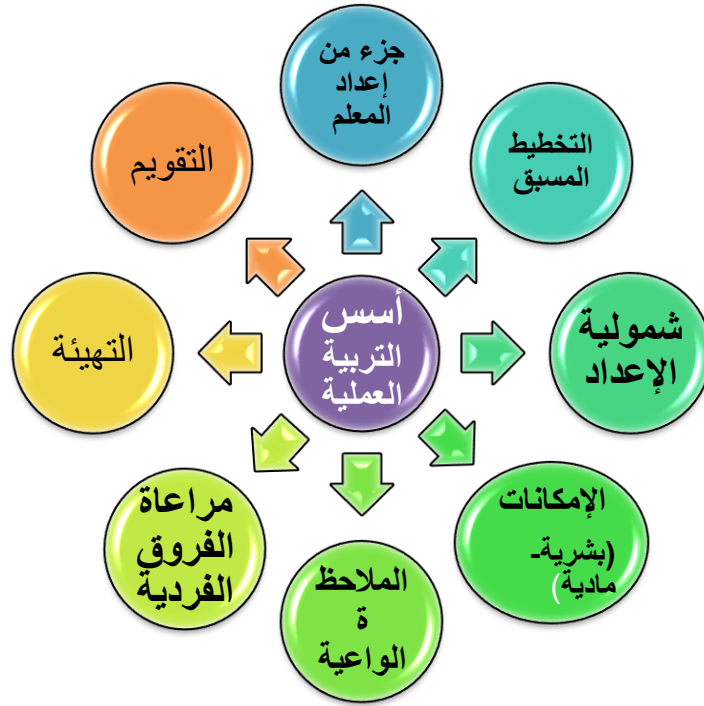 جزء من
إعداد
المعلم
التخطيط
المسبق
شمولية
الإعداد
الإمكانات
(بشرية-
مادية)
الملاحظ
ة
الواعية
مراعاة
الفروق
الفردية
التهيئة
التقويم
أسس
التربية
العملية